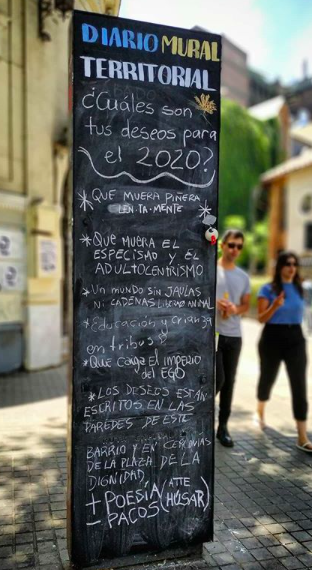 DIARIO MURAL
TERRITORIAL
¿Cuáles son
tus deseos para
el 2020?
* QUE MUERA PIÑERA
LEN·TA·MENTE *
* QUE MUERA EL
ESPECISMO Y EL
ADULTOCENTRISMO
* UN MUNDO SIN JAULAS
NI CADENAS LIBERTAD ANIMAL
* Educación y crianza
en tribus
* Que caiga el imperio
del EGO
* LOS DESEOS ESTÁN
ESCRITOS EN LAS
PAREDES DE ESTE
BARRIO Y EN CERCANÍAS
DE LA PLAZA DE LA
DIGNIDAD.
+ POESÍA (ATTE HÚSAR)
- PACOS